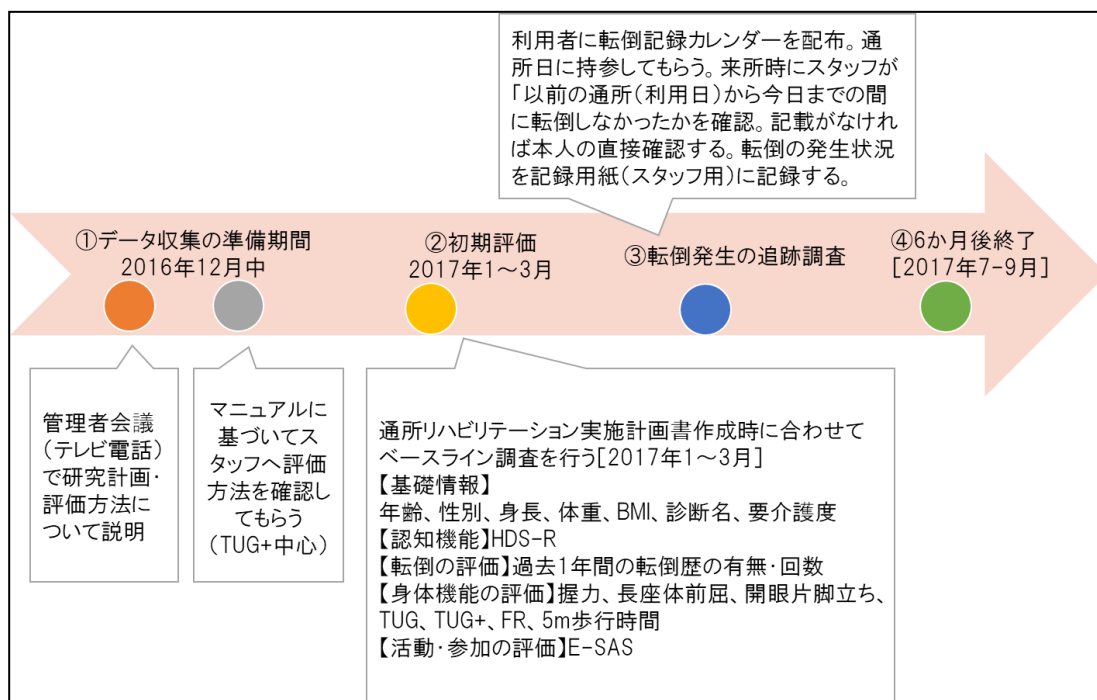 利用者に転倒記録カレンダーを配布。通
所日に持参してもらう。来所時にスタッフが
「以前の通所(利用日)から今日までの間
に転倒しなかったかを確認。記載がなけれ
ば本人の直接確認する。転倒の発生状況
を記録用紙(スタッフ用)に記録する。
①データ収集の準備期間
2016年12月中
②初期評価
2017年1～3月
③転倒発生の追跡調査
④6か月後終了
[2017年7-9月]
管理者会議
(テレビ電話)
で研究計画・
評価方法に
ついて説明
マニュアルに
基づいてス
タッフへ評価
方法を確認し
てもらう
(TUG+中心)
通所リハビリテーション実施計画書作成時に合わせて
ベースライン調査を行う[2017年1～3月]
【基礎情報】
年齢、性別、身長、体重、BMI、診断名、要介護度
【認知機能】HDS-R
【転倒の評価】過去1年間の転倒歴の有無・回数
【身体機能の評価】握力、長座体前屈、開眼片脚立ち、
TUG、TUG+、FR、5m歩行時間
【活動・参加の評価】E-SAS